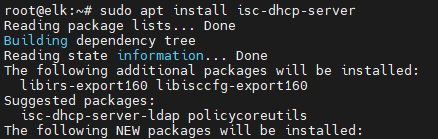 root@elk:~# sudo apt install isc-dhcp-server
Reading package lists... Done
Building dependency tree
Reading state information... Done
The following additional packages will be installed:
  libirs-export160 libisccfg-export160
Suggested packages:
  isc-dhcp-server-ldap policycoreutils
The following NEW packages will be installed: